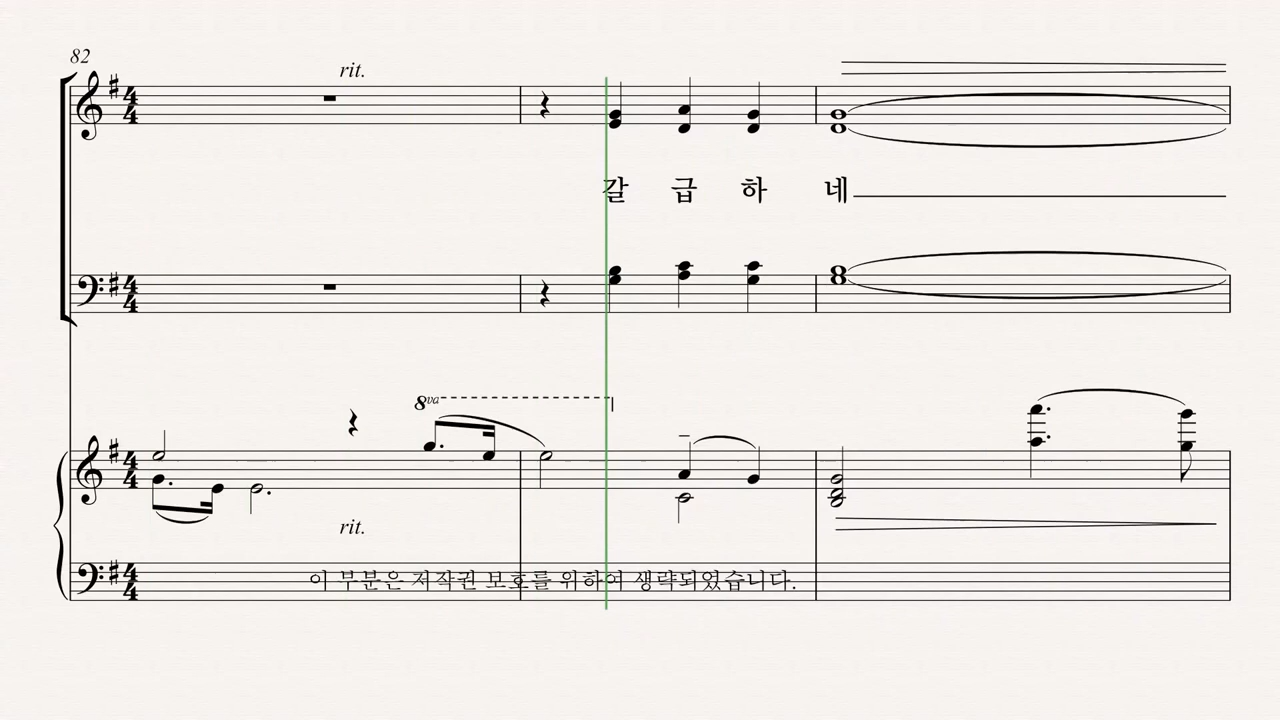 82
rit.
갈 급 하 네
8va
rit.
이 부분은 저작권 보호를 위하여 생략되었습니다.